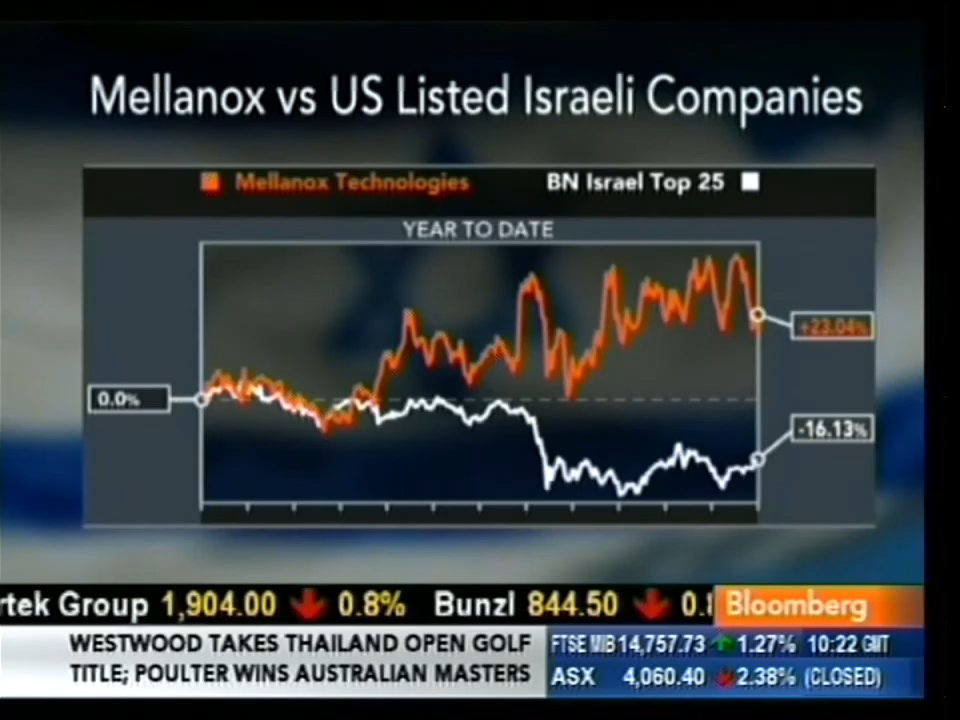 Mellanox vs US Listed Israeli Companies
Mellanox Technologies BN Israel Top 25
YEAR TO DATE
+23.04%
0.0%
-16.13%
rtek Group 1,904.00 0.8% Bunzl 844.50 0.
Bloomberg
WESTWOOD TAKES THAILAND OPEN GOLF
TITLE; POULTER WINS AUSTRALIAN MASTERS
FTSE MIB 14,757.73 1.27% 10:22 GMT
ASX 4,060.40 2.38% (CLOSED)